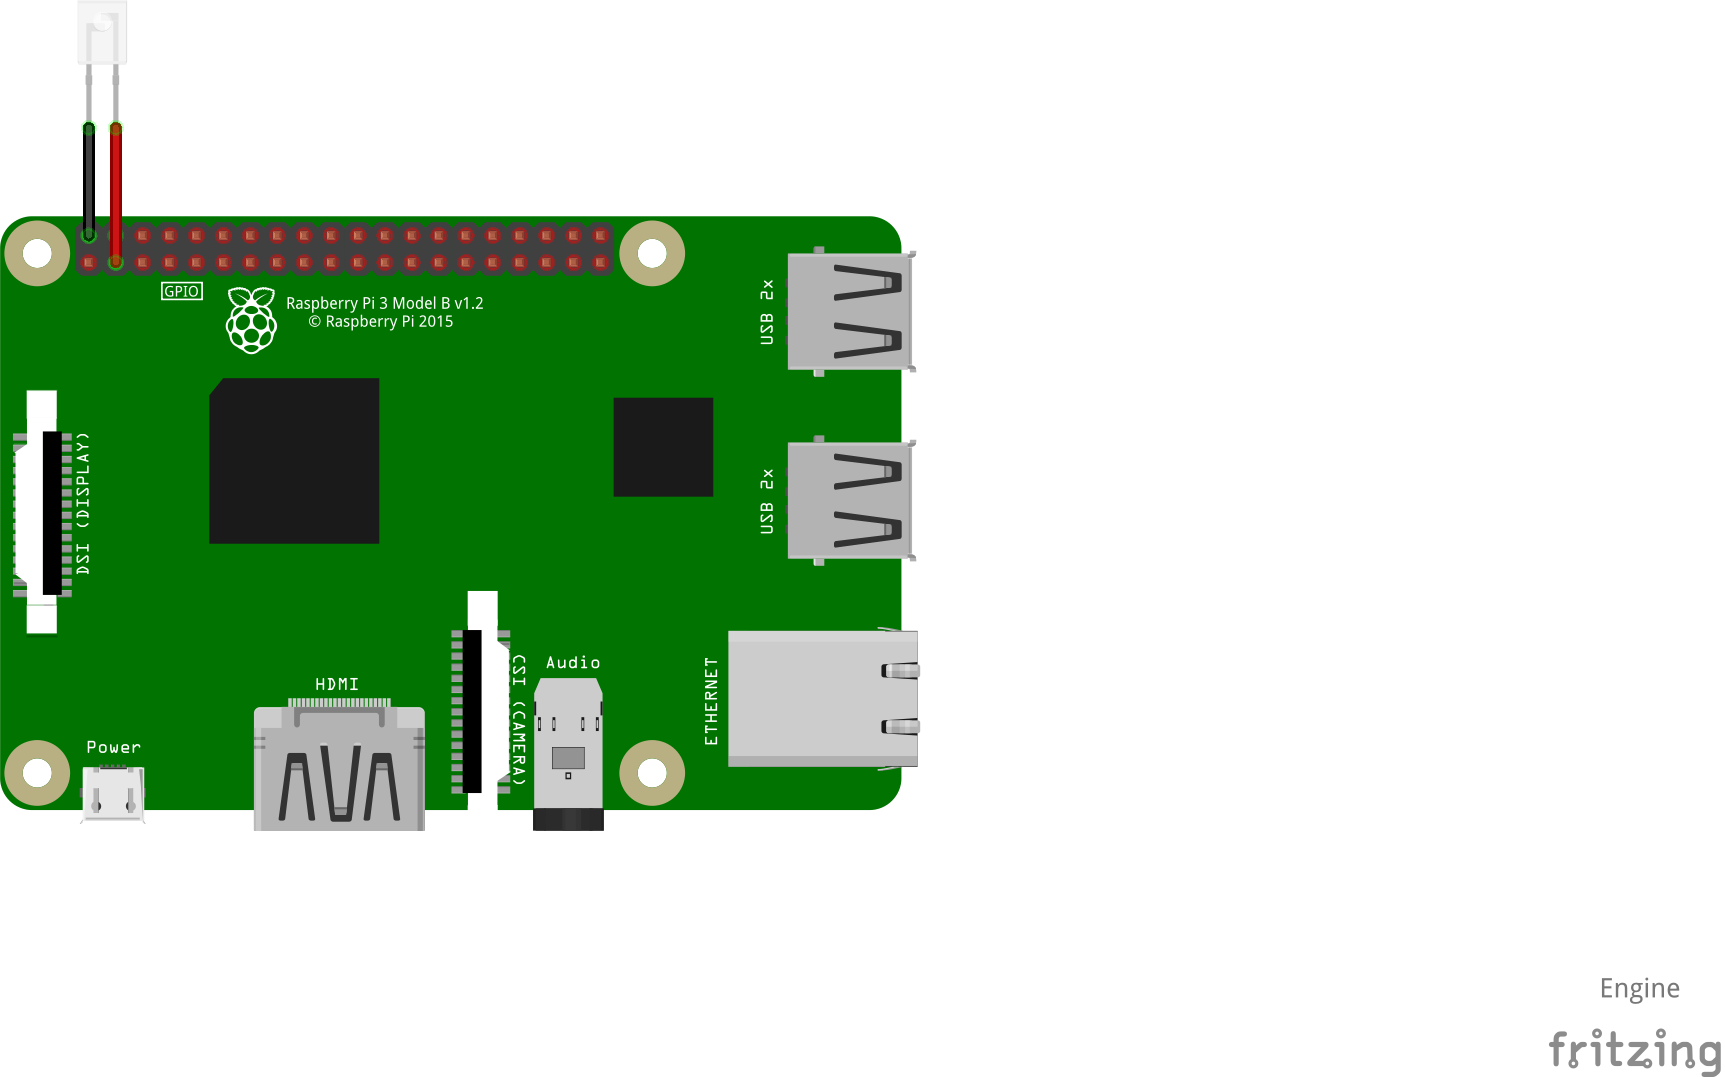 GPIO
Raspberry Pi 3 Model B v1.2
© Raspberry Pi 2015
USB 2x
DSI (DISPLAY)
USB 2x
HDMI
CSI (CAMERA)
Audio
ETHERNET
Power
Engine
fritzing